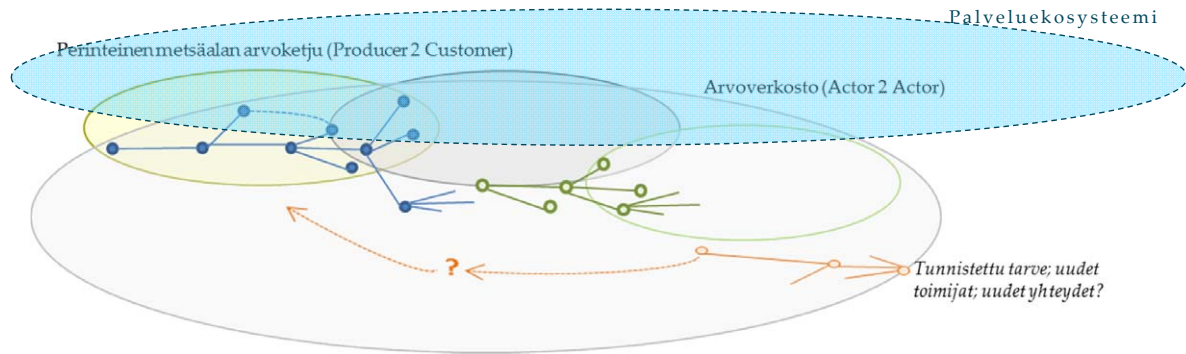 Palveluekosysteemi
Perinteinen metsäalan arvoketju (Producer 2 Customer)
Arvoverkosto (Actor 2 Actor)
?
Tunnistettu tarve; uudet
toimijat; uudet yhteydet?